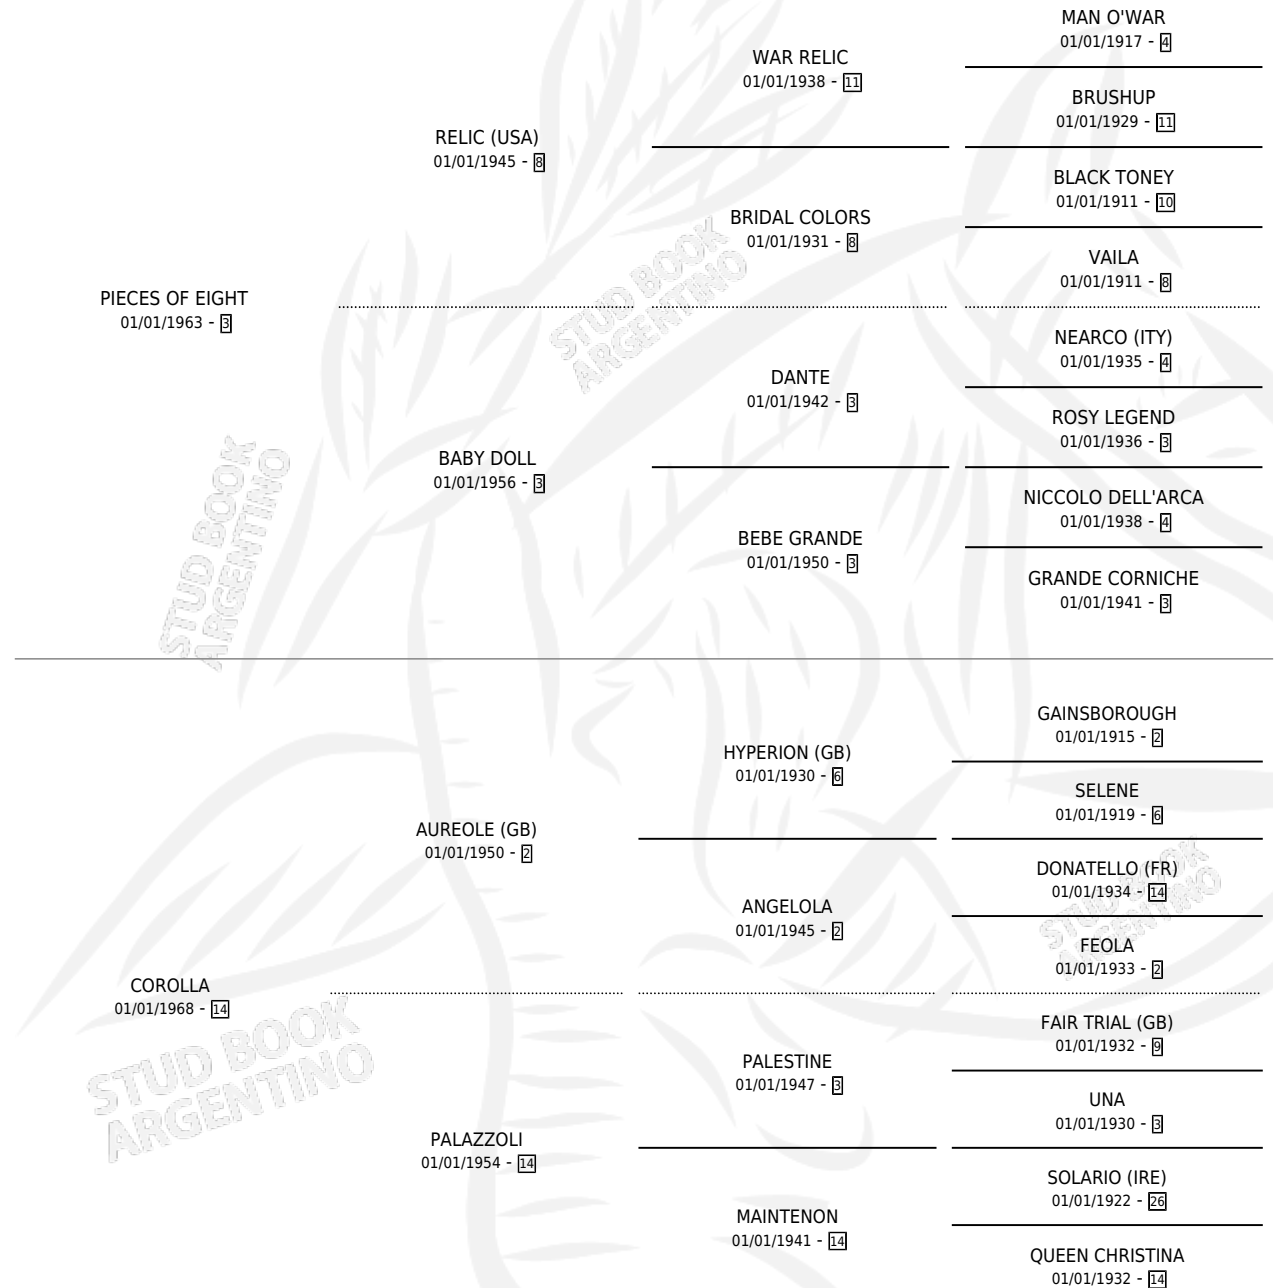 MAN O'WAR
01/01/1917 - 4
WAR RELIC
01/01/1938 - 11
BRUSHUP
01/01/1929 - 11
RELIC (USA)
01/01/1945 - 8
BLACK TONEY
01/01/1911 - 10
BRIDAL COLORS
01/01/1931 - 8
VAILA
01/01/1911 - 8
PIECES OF EIGHT
01/01/1963 - 3
STUD BOOK
ARGENTINO
NEARCO (ITY)
01/01/1935 - 4
DANTE
01/01/1942 - 3
ROSY LEGEND
01/01/1936 - 3
BABY DOLL
01/01/1956 - 3
NICCOLO DELL'ARCA
01/01/1938 - 4
BEBE GRANDE
01/01/1950 - 3
GRANDE CORNICHE
01/01/1941 - 3
STUD BOOK
ARGENTINO
GAINSBOROUGH
01/01/1915 - 2
HYPERION (GB)
01/01/1930 - 6
SELENE
01/01/1919 - 6
AUREOLE (GB)
01/01/1950 - 2
DONATELLO (FR)
01/01/1934 - 14
ANGELOLA
01/01/1945 - 2
FEOLA
01/01/1933 - 2
STUD BOOK
ARGENTINO
COROLLA
01/01/1968 - 14
STUD BOOK
ARGENTINO
FAIR TRIAL (GB)
01/01/1932 - 9
PALESTINE
01/01/1947 - 3
UNA
01/01/1930 - 3
PALAZZOLI
01/01/1954 - 14
SOLARIO (IRE)
01/01/1922 - 26
MAINTENON
01/01/1941 - 14
QUEEN CHRISTINA
01/01/1932 - 14